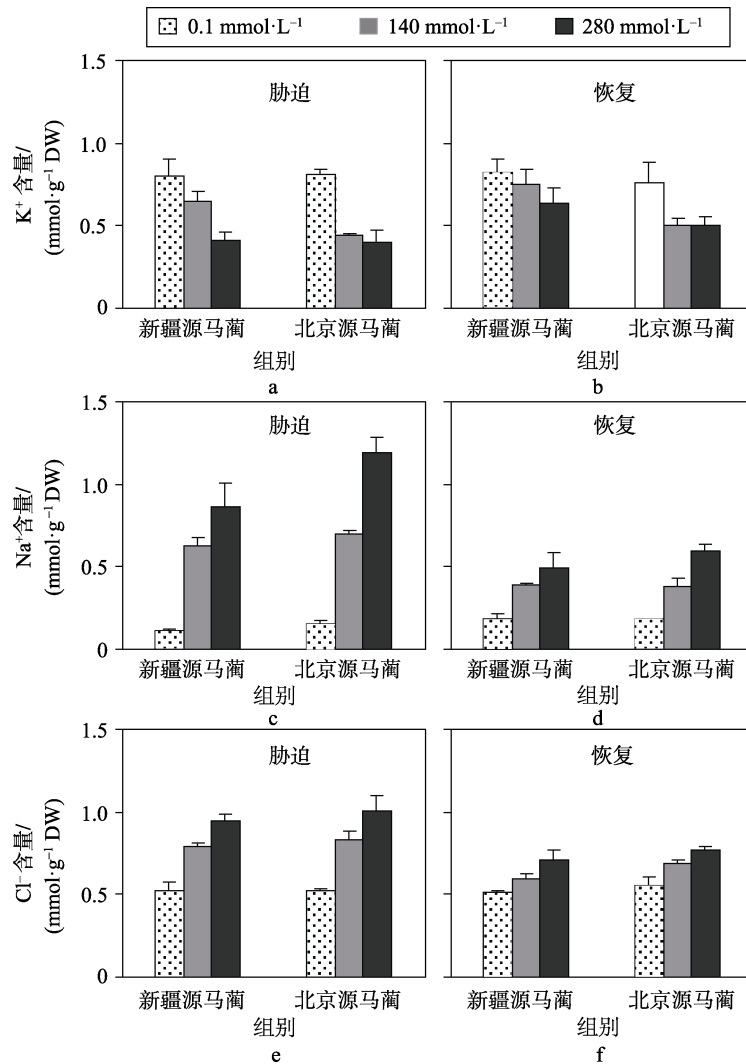 0.1 mmol·L⁻¹ 140 mmol·L⁻¹ 280 mmol·L⁻¹
K⁺ 含量/
(mmol·g⁻¹ DW)
1.5
1.0
0.5
0
胁迫
新疆源马蔺 北京源马蔺
组别
a
恢复
新疆源马蔺 北京源马蔺
组别
b
Na⁺含量/
(mmol·g⁻¹ DW)
1.5
1.0
0.5
0
胁迫
新疆源马蔺 北京源马蔺
组别
c
恢复
新疆源马蔺 北京源马蔺
组别
d
Cl⁻含量/
(mmol·g⁻¹ DW)
1.5
1.0
0.5
0
胁迫
新疆源马蔺 北京源马蔺
组别
e
恢复
新疆源马蔺 北京源马蔺
组别
f